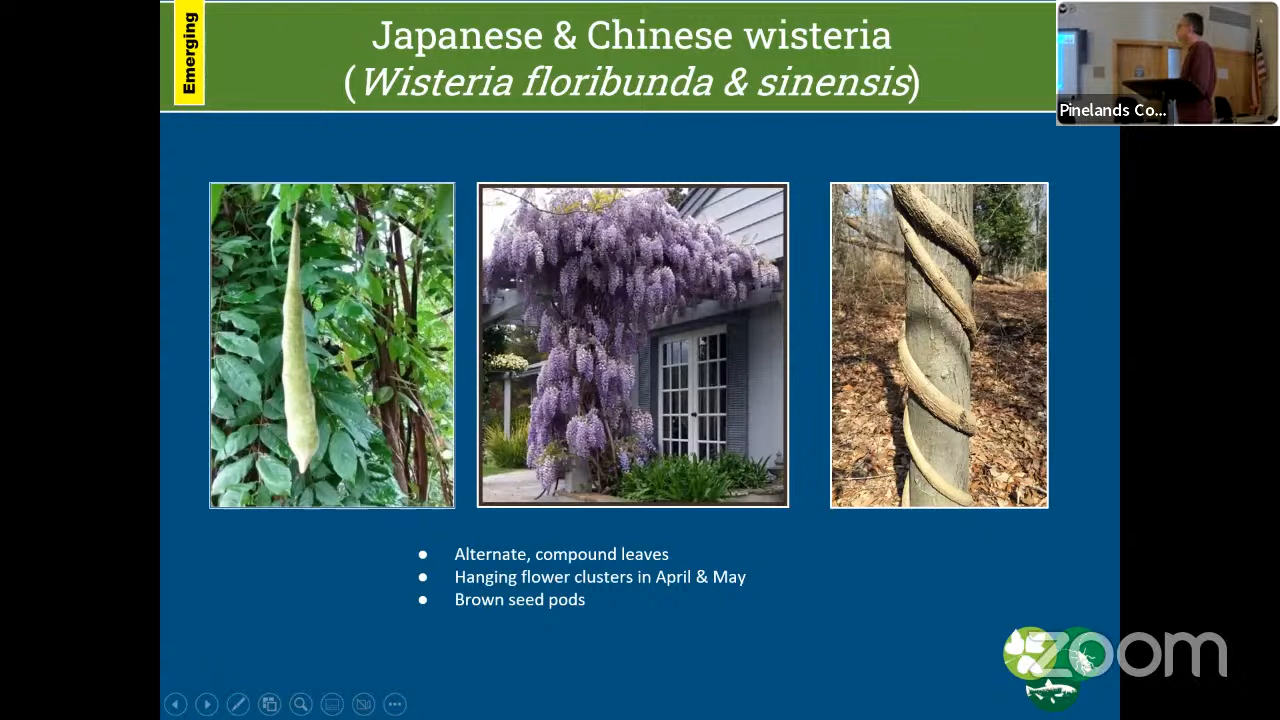 Emerging
Japanese & Chinese wisteria
(Wisteria floribunda & sinensis)
Pinelands Co...
● Alternate, compound leaves
● Hanging flower clusters in April & May
● Brown seed pods
zoom